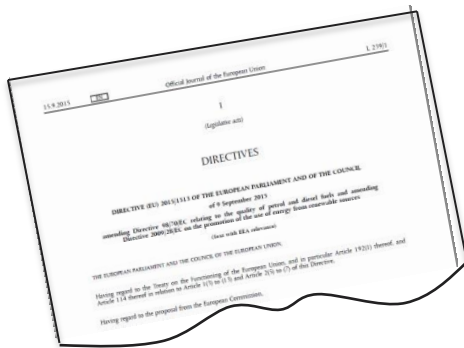 15.9.2015 EN Official Journal of the European Union L 239/1
I
(Legislative acts)
DIRECTIVES
DIRECTIVE (EU) 2015/1513 OF THE EUROPEAN PARLIAMENT AND OF THE COUNCIL
of 9 September 2015
amending Directive 98/70/EC relating to the quality of petrol and diesel fuels and amending
Directive 2009/28/EC on the promotion of the use of energy from renewable sources
(Text with EEA relevance)
THE EUROPEAN PARLIAMENT AND THE COUNCIL OF THE EUROPEAN UNION,
Having regard to the Treaty on the Functioning of the European Union, and in particular Article 192(1) thereof, and
Article 114 thereof in relation to Article 1(3) to (13) and Article 2(5) to (7) of this Directive,
Having regard to the proposal from the European Commission,